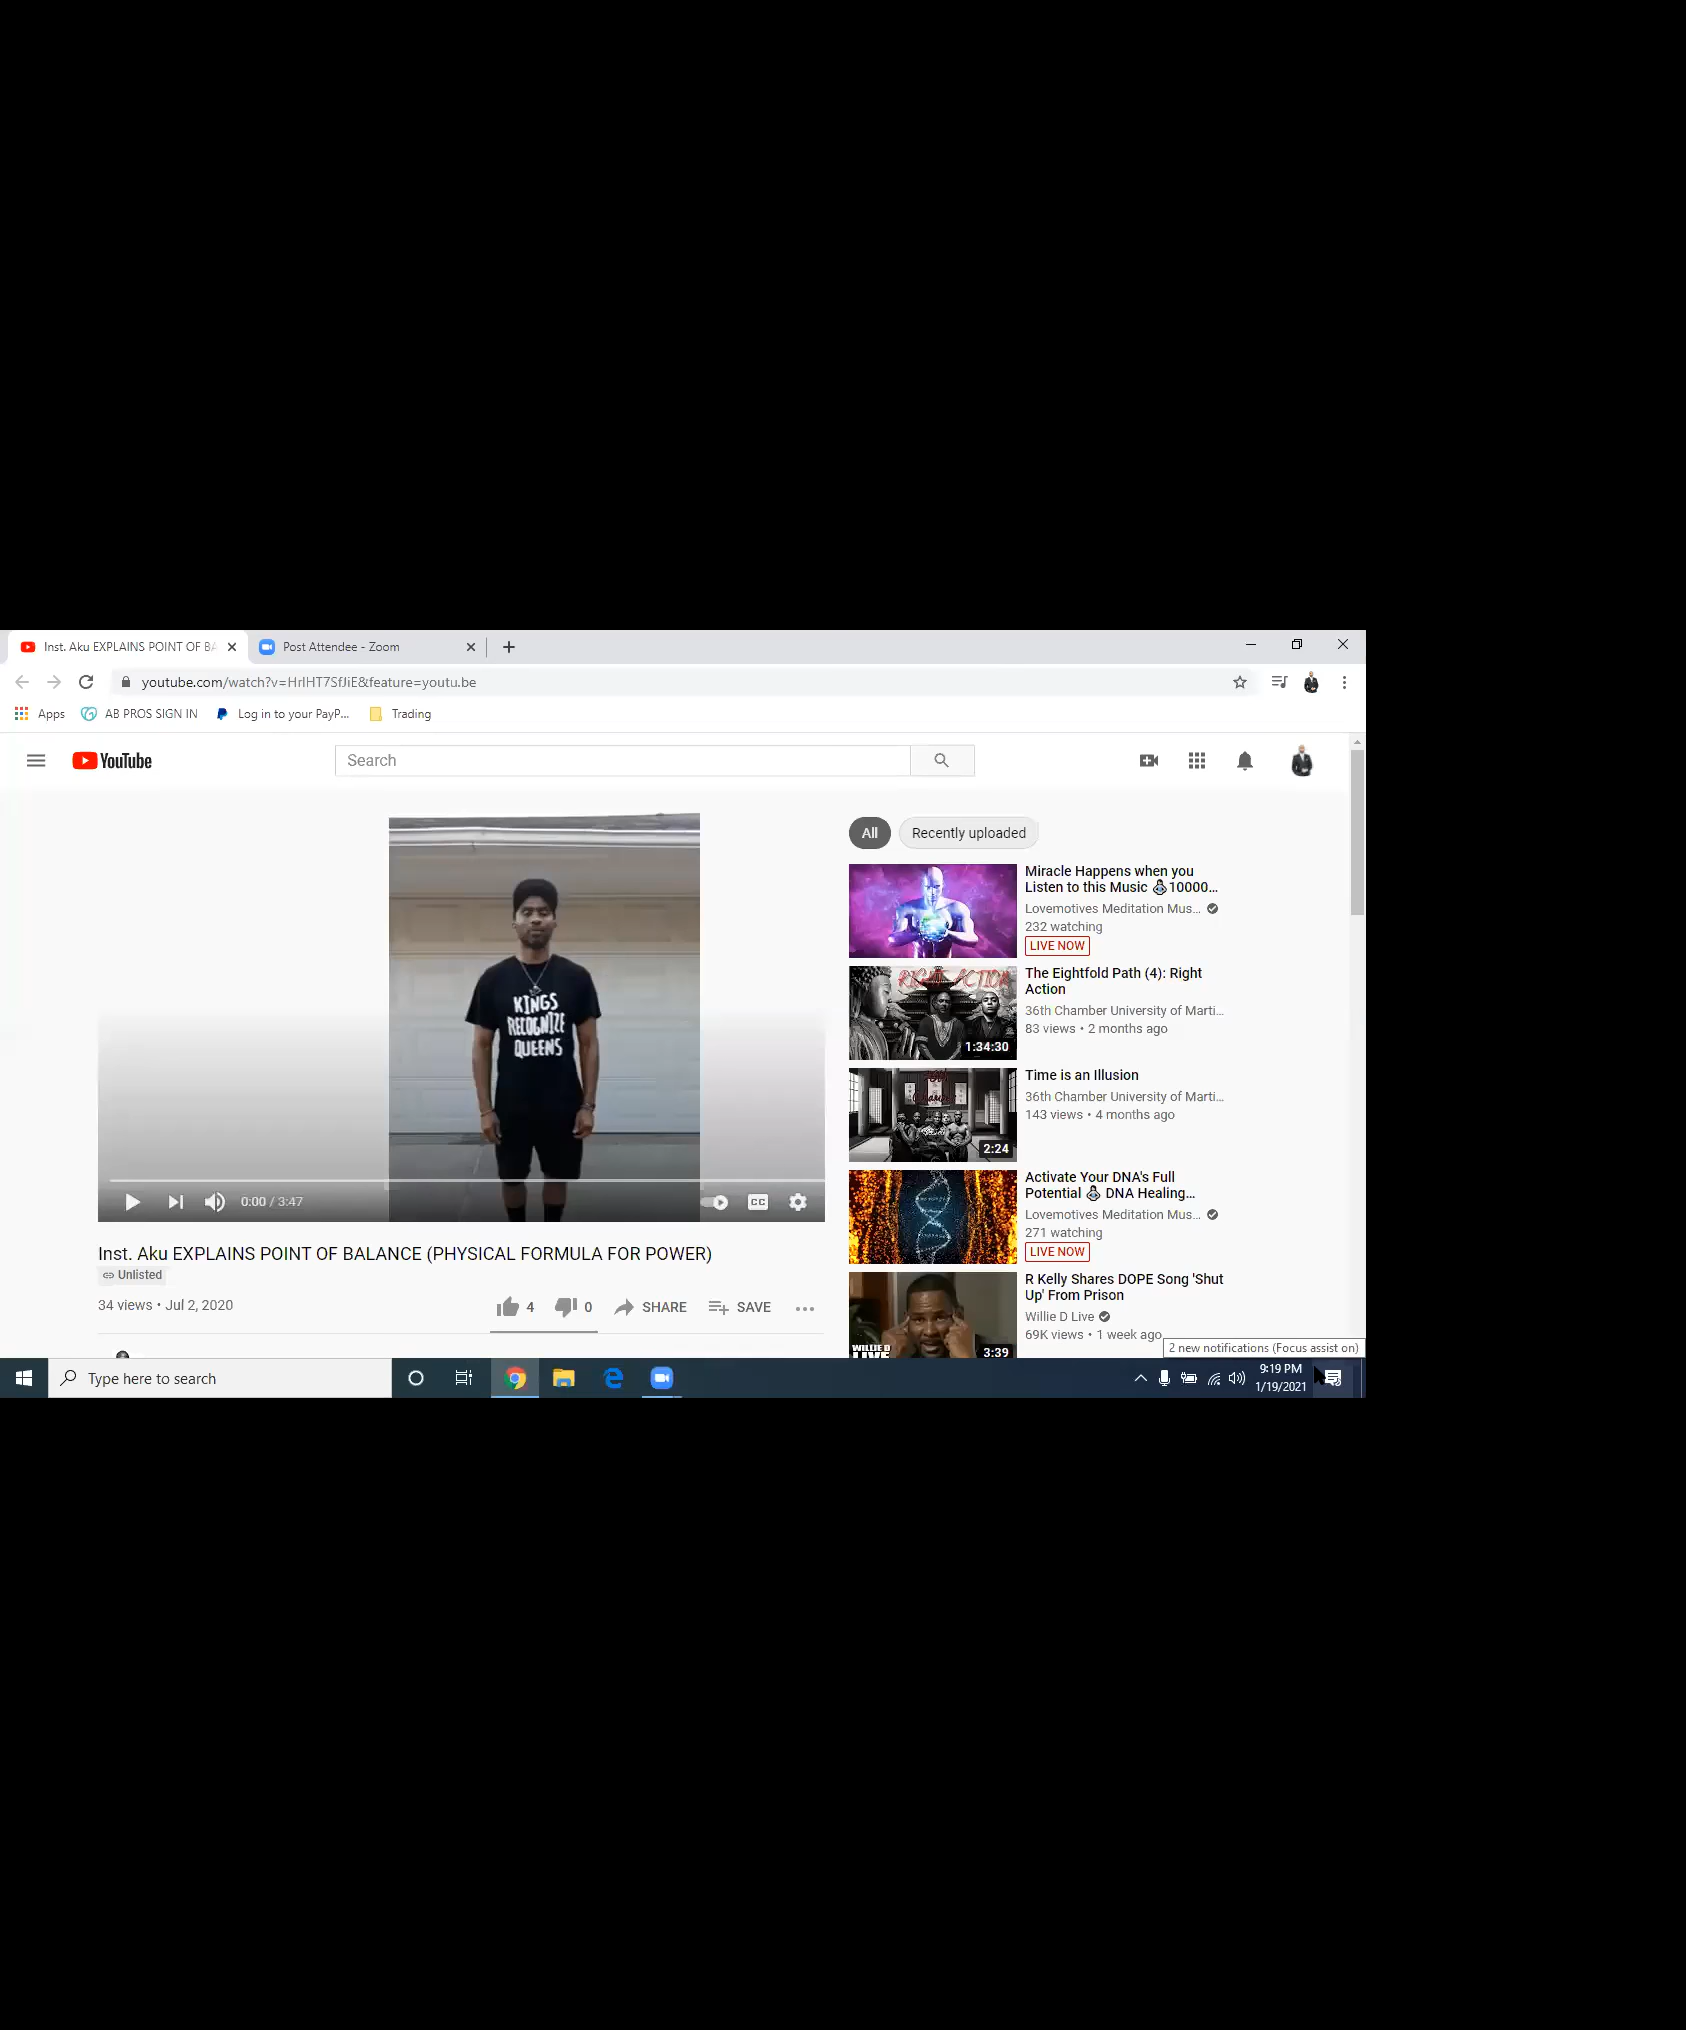 Inst. Aku EXPLAINS POINT OF BA
Post Attendee - Zoom
youtube.com/watch?v=HrlHT7SfJiE&feature=youtu.be
Apps
AB PROS SIGN IN
Log in to your PayP...
Trading
YouTube
Search
KINGS
RECOGNIZE
QUEENS
0:00 / 3:47
CC
Inst. Aku EXPLAINS POINT OF BALANCE (PHYSICAL FORMULA FOR POWER)
Unlisted
34 views • Jul 2, 2020
4
0
SHARE
SAVE
All
Recently uploaded
Miracle Happens when you
Listen to this Music 10000...
Lovemotives Meditation Mus...
232 watching
LIVE NOW
RIGHT ACTION
1:34:30
The Eightfold Path (4): Right
Action
36th Chamber University of Marti...
83 views • 2 months ago
2:24
Time is an Illusion
36th Chamber University of Marti...
143 views • 4 months ago
Activate Your DNA's Full
Potential DNA Healing...
Lovemotives Meditation Mus...
271 watching
LIVE NOW
WILLIE D
LIVE
3:39
R Kelly Shares DOPE Song 'Shut
Up' From Prison
Willie D Live
69K views • 1 week ago
2 new notifications (Focus assist on)
Type here to search
9:19 PM
1/19/2021